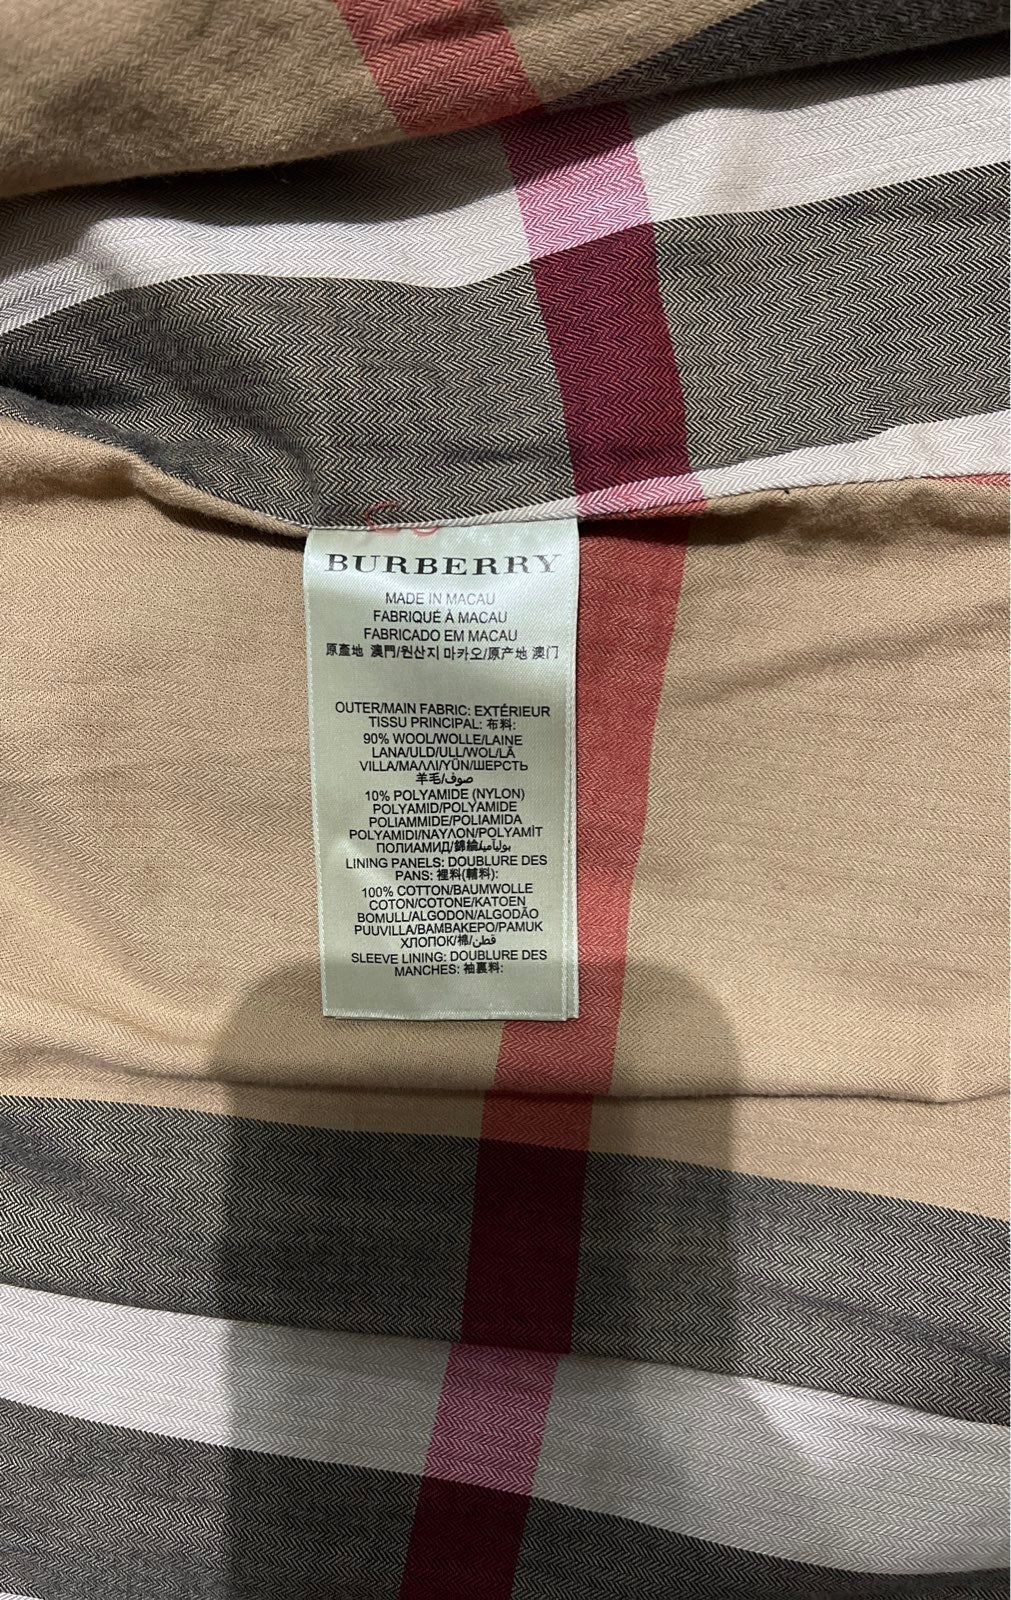 BURBERRY
MADE IN MACAU
FABRIQUÉ À MACAU
FABRICADO EM MACAU
原產地 澳門/원산지 마카오/原产地 澳门
OUTER/MAIN FABRIC: EXTÉRIEUR
TISSU PRINCIPAL: 布料:
90% WOOL/WOLLE/LAINE
LANA/ULD/ULL/WOL/LÃ
VILLA/ΜΑΛΛΙ/YÜN/ШЕРСТЬ
羊毛/صوف
10% POLYAMIDE (NYLON)
POLYAMID/POLYAMIDE
POLIAMMIDE/POLIAMIDA
POLYAMIDI/ΝΑΥΛΟΝ/POLYAMİT
ПОЛИАМИД/錦綸/بولياميد
LINING PANELS: DOUBLURE DES
PANS: 裡料(輔料):
100% COTTON/BAUMWOLLE
COTON/COTONE/KATOEN
BOMULL/ALGODON/ALGODÃO
PUUVILLA/ΒΑΜΒΑΚΕΡΟ/PAMUK
ХЛОПОК/棉/قطن
SLEEVE LINING: DOUBLURE DES
MANCHES: 袖裏料: